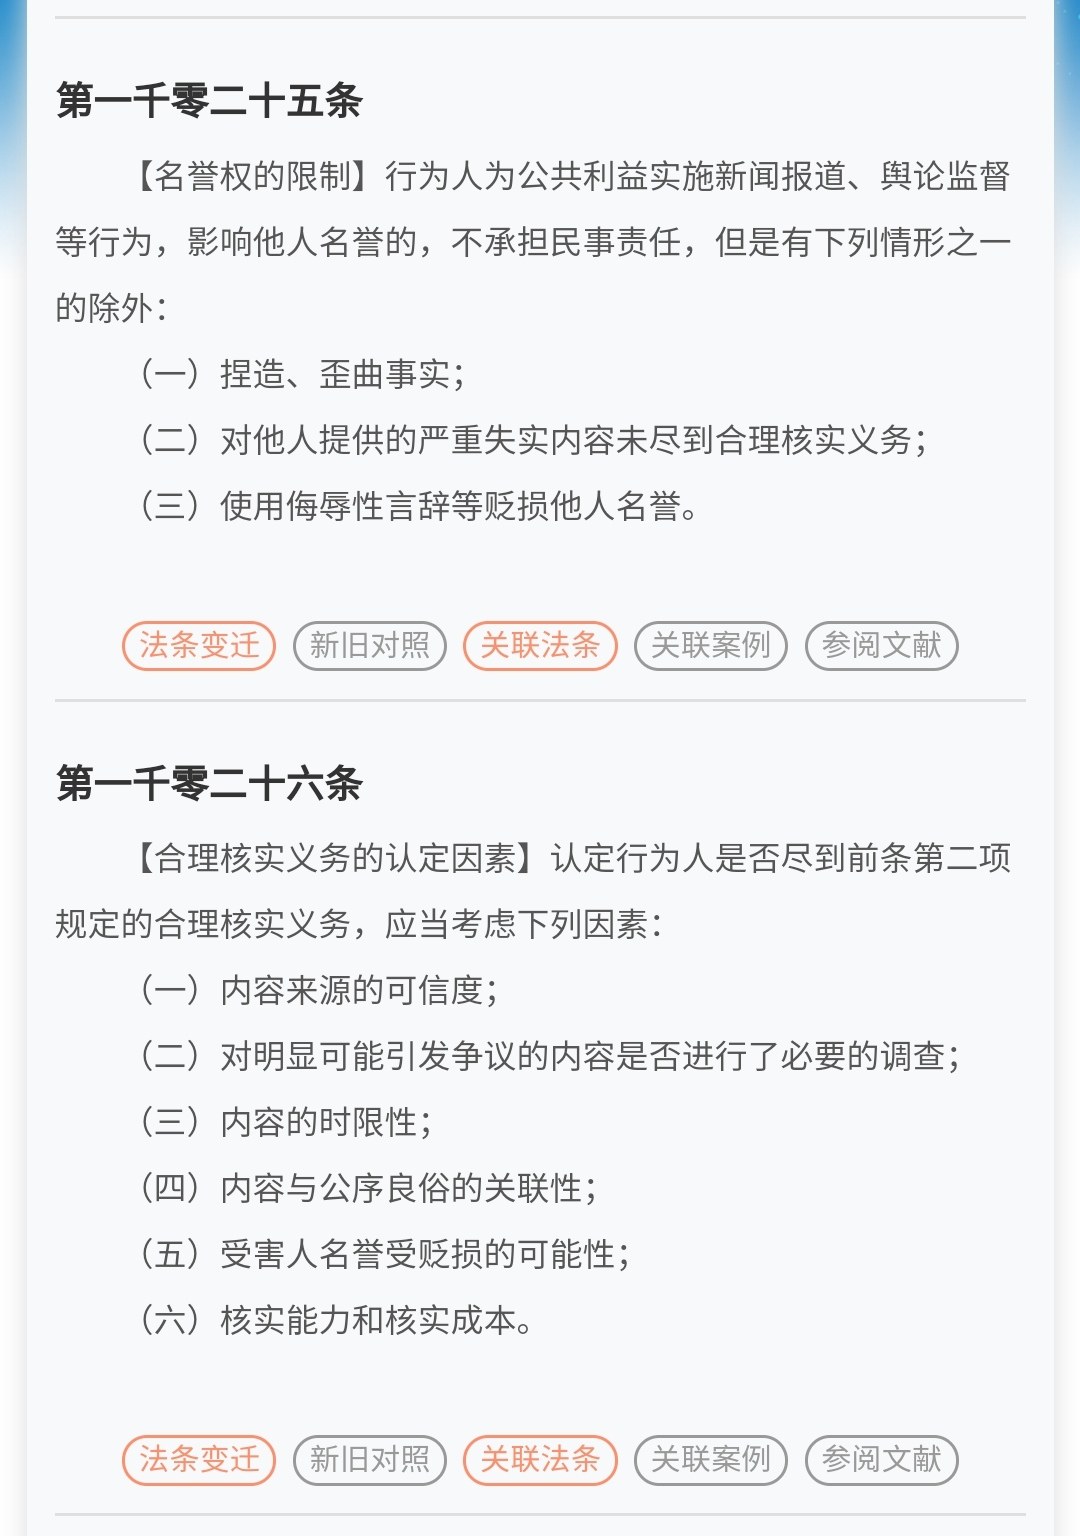 第一千零二十五条
【名誉权的限制】行为人为公共利益实施新闻报道、舆论监督
等行为，影响他人名誉的，不承担民事责任，但是有下列情形之一
的除外：
（一）捏造、歪曲事实；
（二）对他人提供的严重失实内容未尽到合理核实义务；
（三）使用侮辱性言辞等贬损他人名誉。
法条变迁 新旧对照 关联法条 关联案例 参阅文献
第一千零二十六条
【合理核实义务的认定因素】认定行为人是否尽到前条第二项
规定的合理核实义务，应当考虑下列因素：
（一）内容来源的可信度；
（二）对明显可能引发争议的内容是否进行了必要的调查；
（三）内容的时限性；
（四）内容与公序良俗的关联性；
（五）受害人名誉受贬损的可能性；
（六）核实能力和核实成本。
法条变迁 新旧对照 关联法条 关联案例 参阅文献